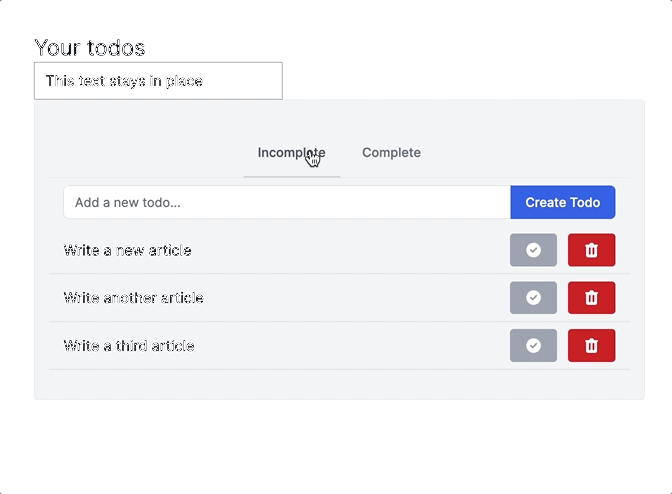 Your todos
This text stays in place
Incomplete Complete
Add a new todo... Create Todo
Write a new article
Write another article
Write a third article